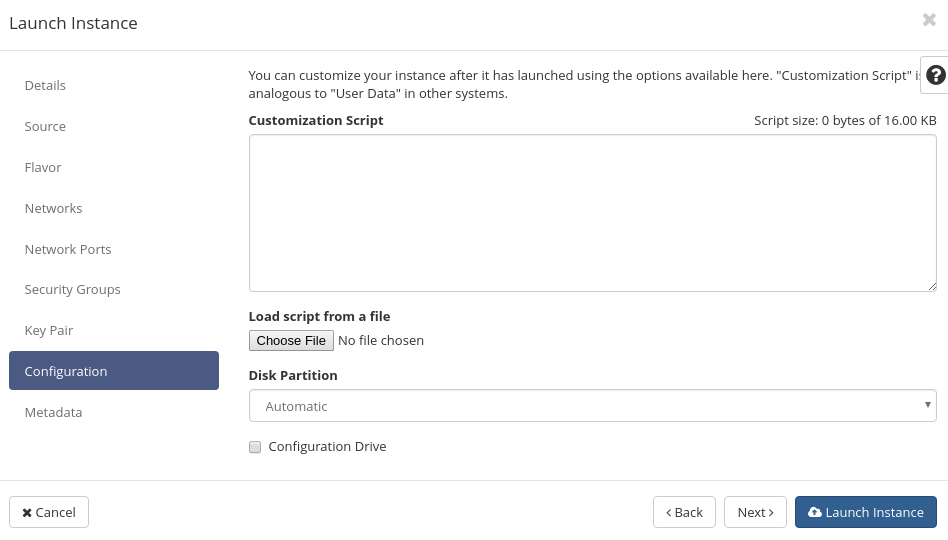 Launch Instance
Details
Source
Flavor
Networks
Network Ports
Security Groups
Key Pair
Configuration
Metadata
You can customize your instance after it has launched using the options available here. "Customization Script"
analogous to "User Data" in other systems.
Customization Script
Script size: 0 bytes of 16.00 KB
Load script from a file
Choose File No file chosen
Disk Partition
Automatic
Configuration Drive
Cancel
Back
Next
Launch Instance